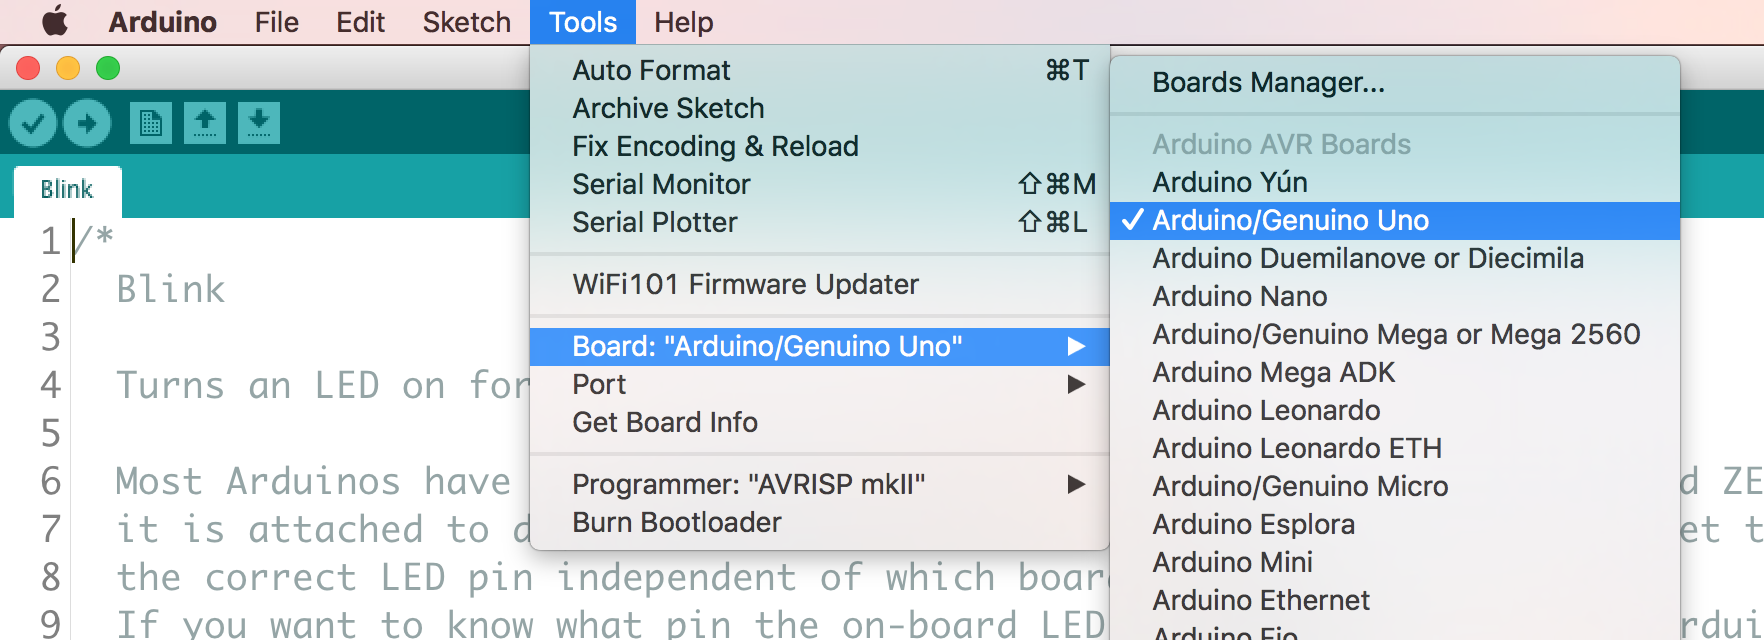 Arduino File Edit Sketch Tools Help
Auto Format ⌘T
Archive Sketch
Fix Encoding & Reload
Serial Monitor ⇧⌘M
Serial Plotter ⇧⌘L
WiFi101 Firmware Updater
Board: "Arduino/Genuino Uno" ▶
Port ▶
Get Board Info
Programmer: "AVRISP mkII" ▶
Burn Bootloader
Boards Manager...
Arduino AVR Boards
Arduino Yún
✓ Arduino/Genuino Uno
Arduino Duemilanove or Diecimila
Arduino Nano
Arduino/Genuino Mega or Mega 2560
Arduino Mega ADK
Arduino Leonardo
Arduino Leonardo ETH
Arduino/Genuino Micro
Arduino Esplora
Arduino Mini
Arduino Ethernet
Arduino Fio
Blink
1 /*
2 Blink
3
4 Turns an LED on for
5
6 Most Arduinos have d ZE
7 it is attached to d et t
8 the correct LED pin independent of which board
9 If you want to know what pin the on-board LED rdui